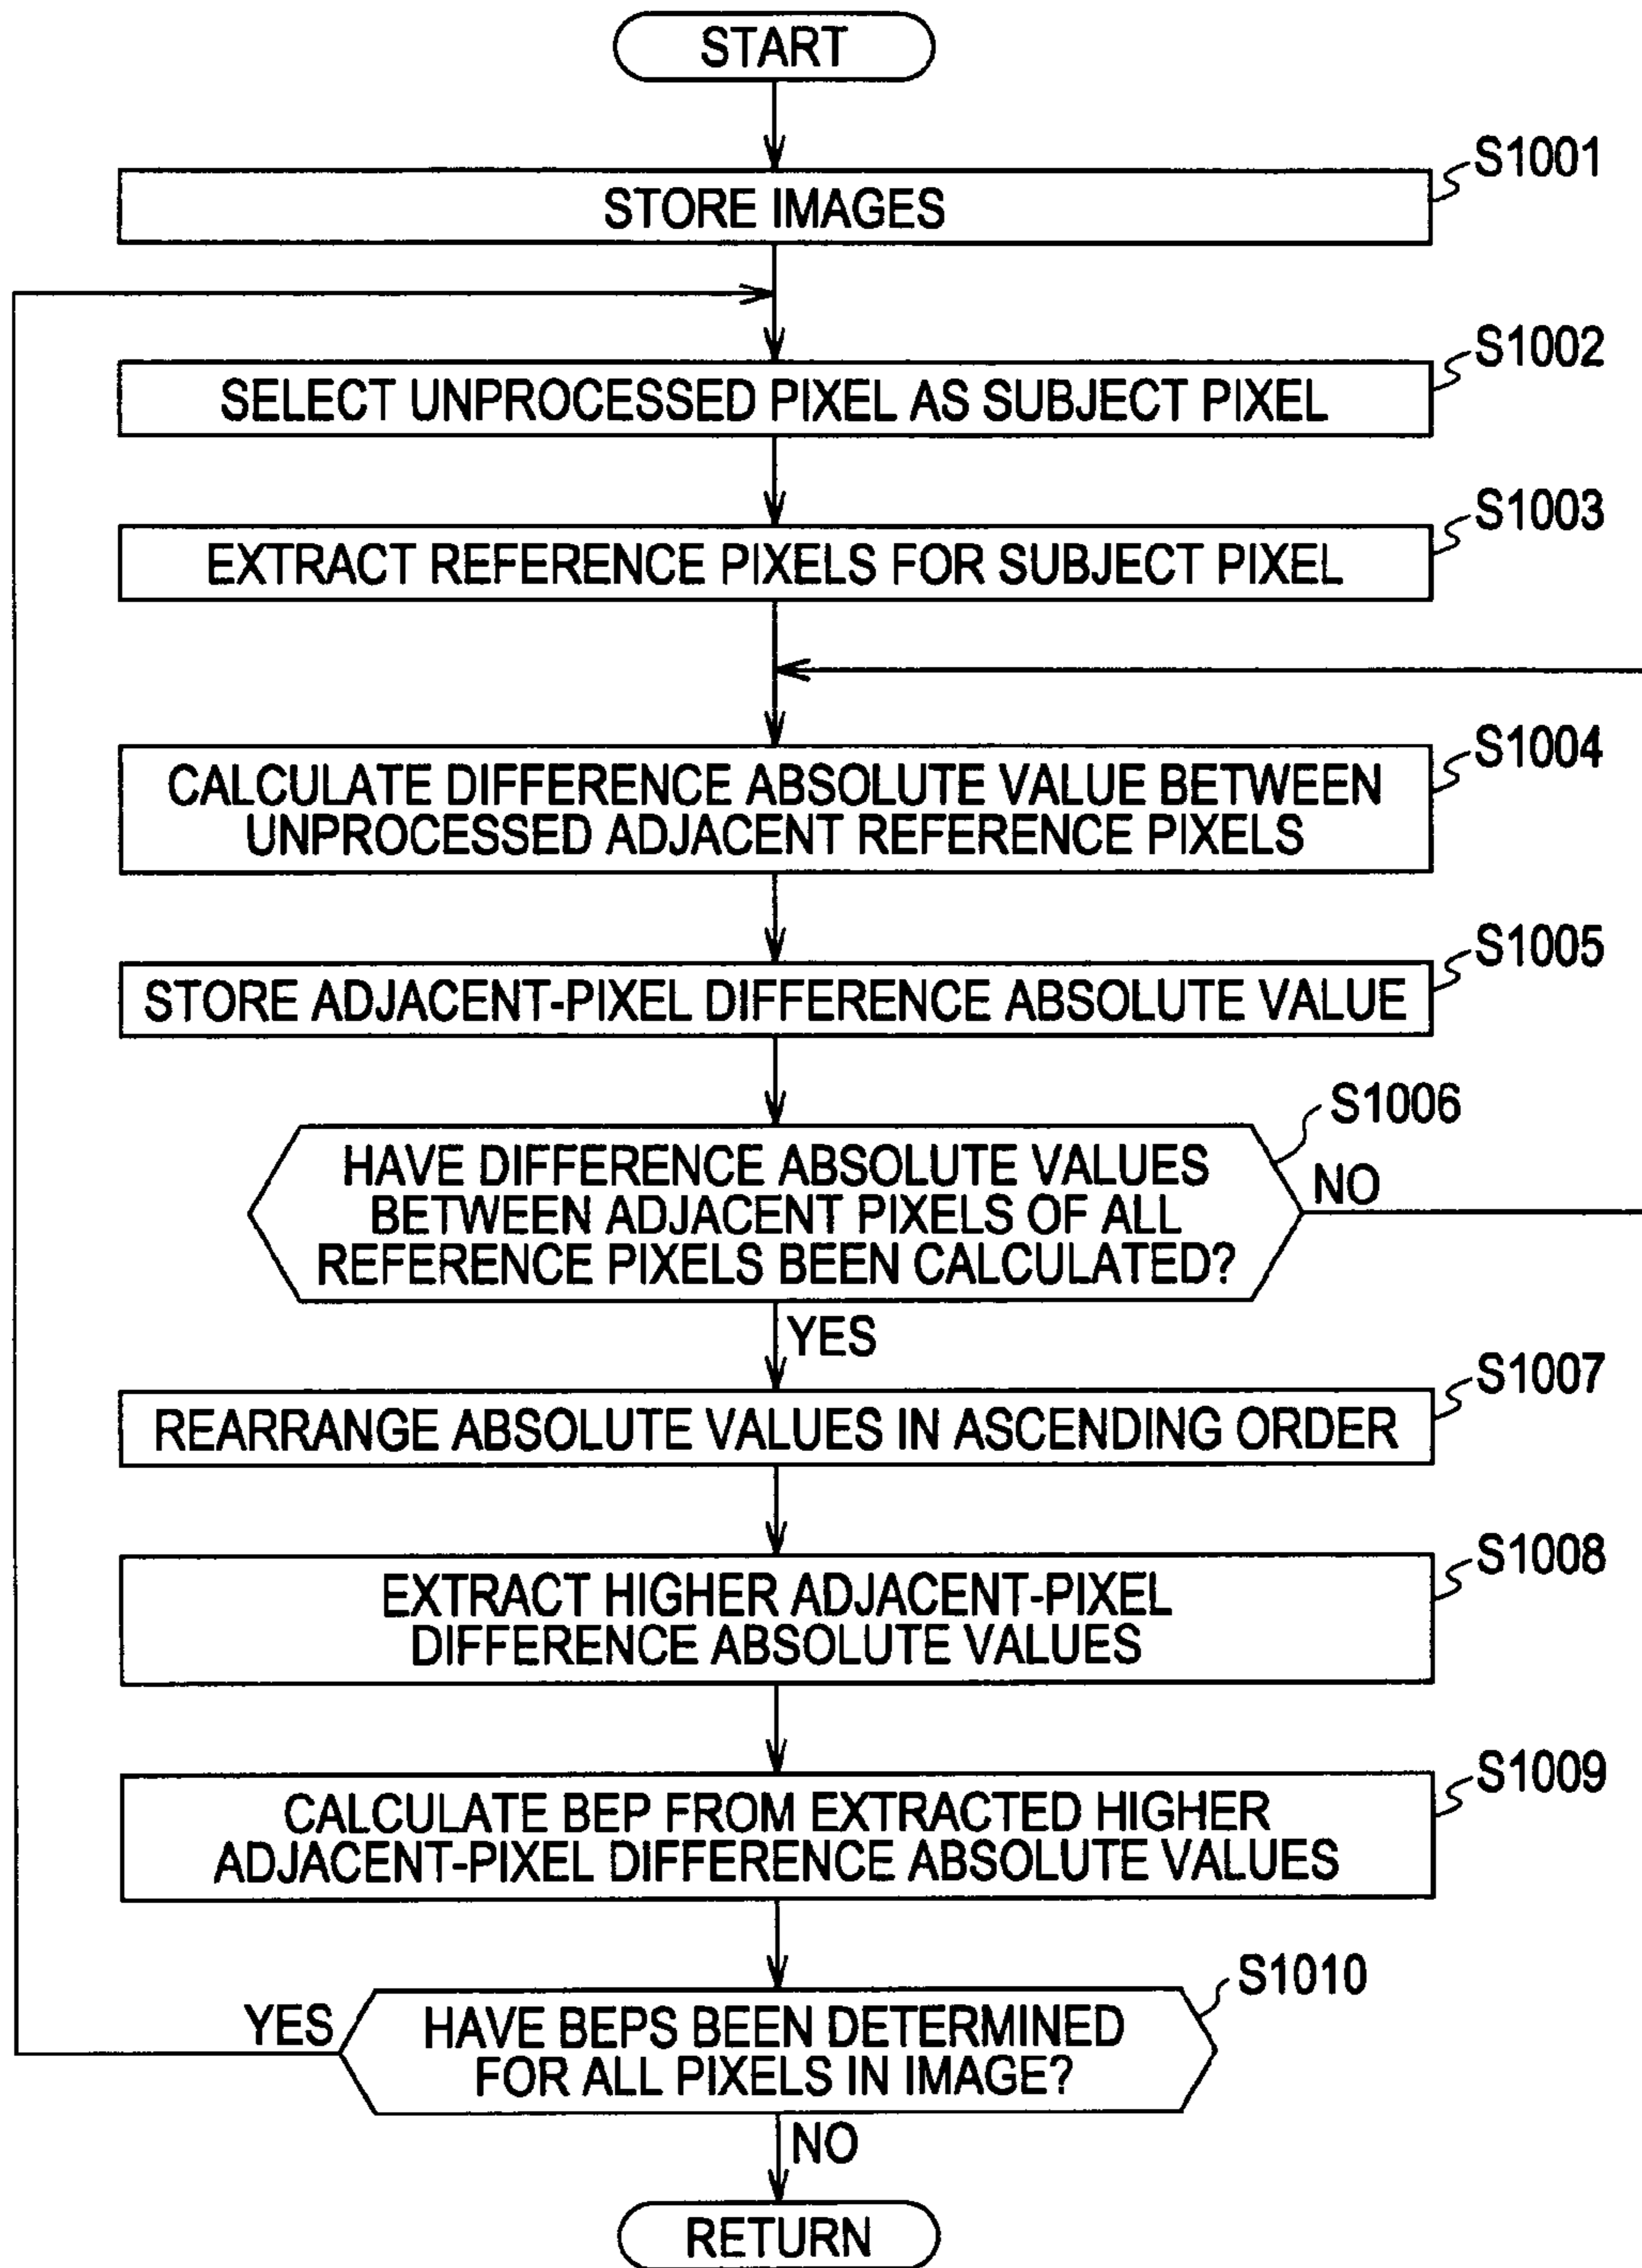 START
S1001
STORE IMAGES
S1002
SELECT UNPROCESSED PIXEL AS SUBJECT PIXEL
S1003
EXTRACT REFERENCE PIXELS FOR SUBJECT PIXEL
S1004
CALCULATE DIFFERENCE ABSOLUTE VALUE BETWEEN
UNPROCESSED ADJACENT REFERENCE PIXELS
S1005
STORE ADJACENT-PIXEL DIFFERENCE ABSOLUTE VALUE
S1006
HAVE DIFFERENCE ABSOLUTE VALUES
BETWEEN ADJACENT PIXELS OF ALL
REFERENCE PIXELS BEEN CALCULATED?
NO
YES
S1007
REARRANGE ABSOLUTE VALUES IN ASCENDING ORDER
S1008
EXTRACT HIGHER ADJACENT-PIXEL
DIFFERENCE ABSOLUTE VALUES
S1009
CALCULATE BEP FROM EXTRACTED HIGHER
ADJACENT-PIXEL DIFFERENCE ABSOLUTE VALUES
S1010
YES
HAVE BEPS BEEN DETERMINED
FOR ALL PIXELS IN IMAGE?
NO
RETURN